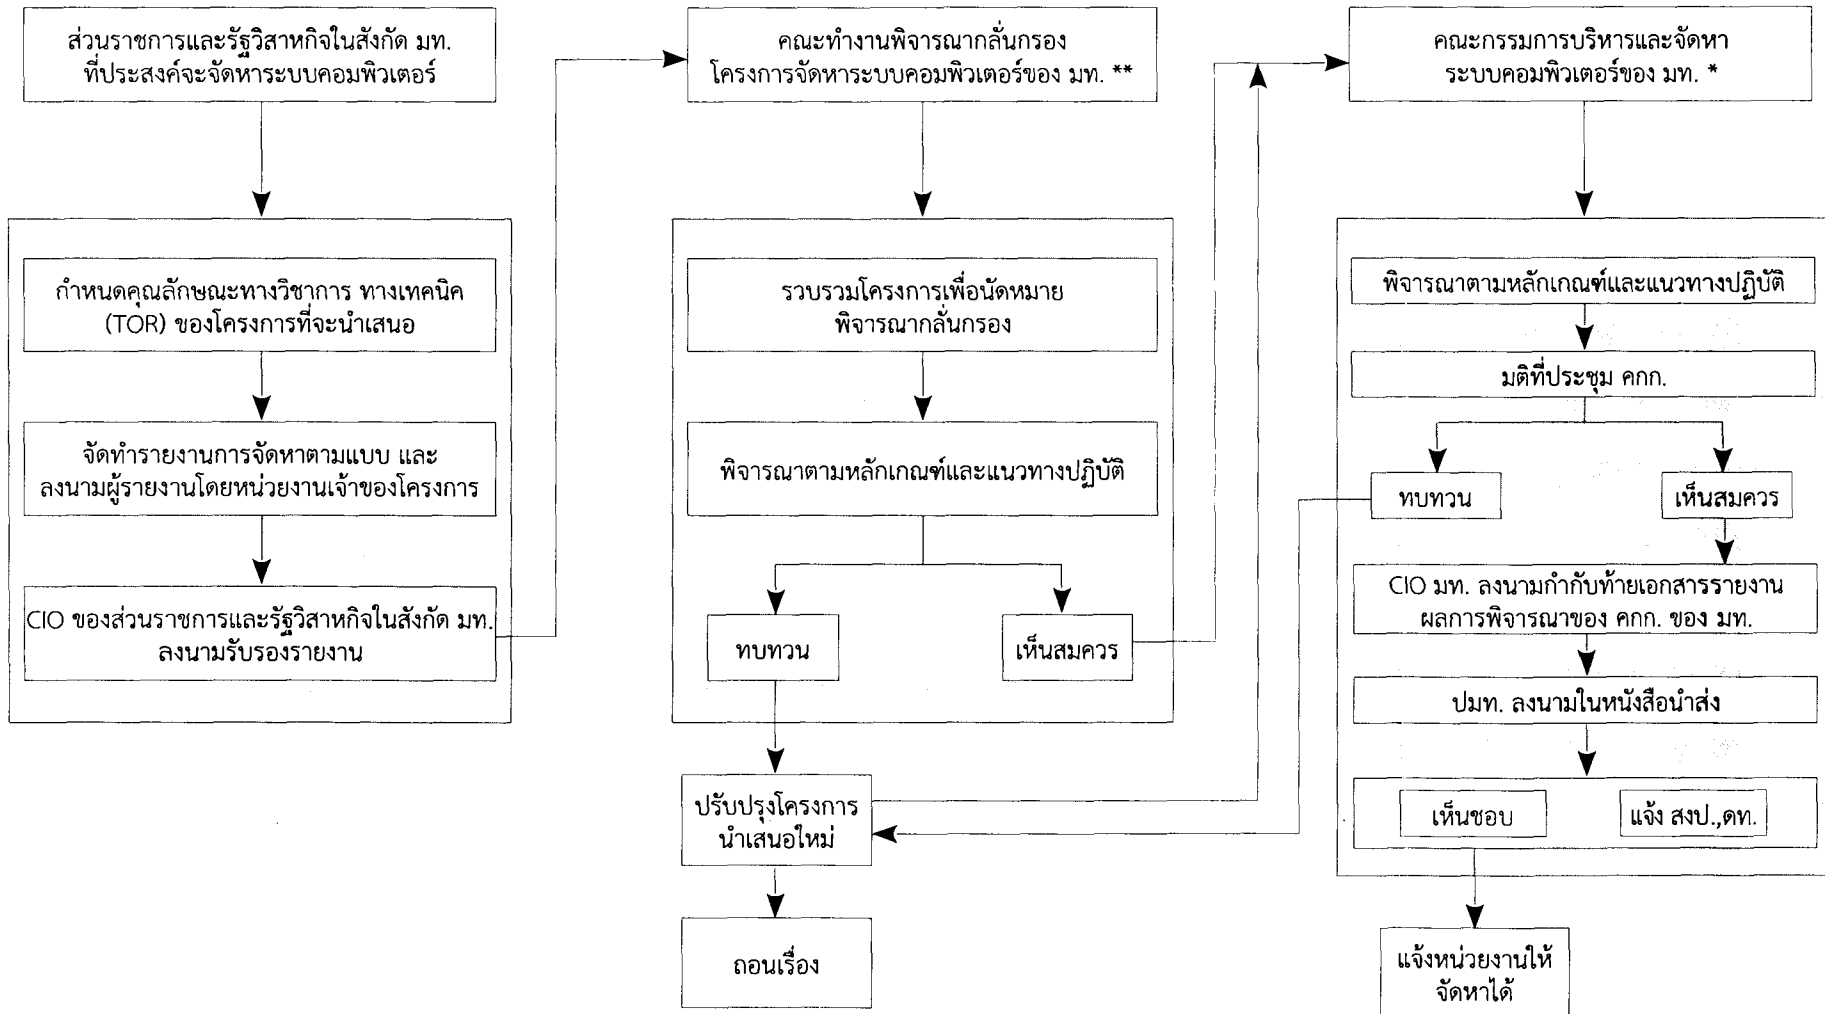 ส่วนราชการและรัฐวิสาหกิจในสังกัด มท.
ที่ประสงค์จะจัดหาระบบคอมพิวเตอร์
กำหนดคุณลักษณะทางวิชาการ ทางเทคนิค
(TOR) ของโครงการที่จะนำเสนอ
จัดทำรายงานการจัดหาตามแบบ และ
ลงนามผู้รายงานโดยหน่วยงานเจ้าของโครงการ
CIO ของส่วนราชการและรัฐวิสาหกิจในสังกัด มท.
ลงนามรับรองรายงาน
คณะทำงานพิจารณากลั่นกรอง
โครงการจัดหาระบบคอมพิวเตอร์ของ มท. **
รวบรวมโครงการเพื่อนัดหมาย
พิจารณากลั่นกรอง
พิจารณาตามหลักเกณฑ์และแนวทางปฏิบัติ
ทบทวน
เห็นสมควร
ปรับปรุงโครงการ
นำเสนอใหม่
ถอนเรื่อง
คณะกรรมการบริหารและจัดหา
ระบบคอมพิวเตอร์ของ มท. *
พิจารณาตามหลักเกณฑ์และแนวทางปฏิบัติ
มติที่ประชุม คกก.
ทบทวน
เห็นสมควร
CIO มท. ลงนามกำกับท้ายเอกสารรายงาน
ผลการพิจารณาของ คกก. ของ มท.
ปมท. ลงนามในหนังสือนำส่ง
เห็นชอบ
แจ้ง สงป.,ดท.
แจ้งหน่วยงานให้
จัดหาได้